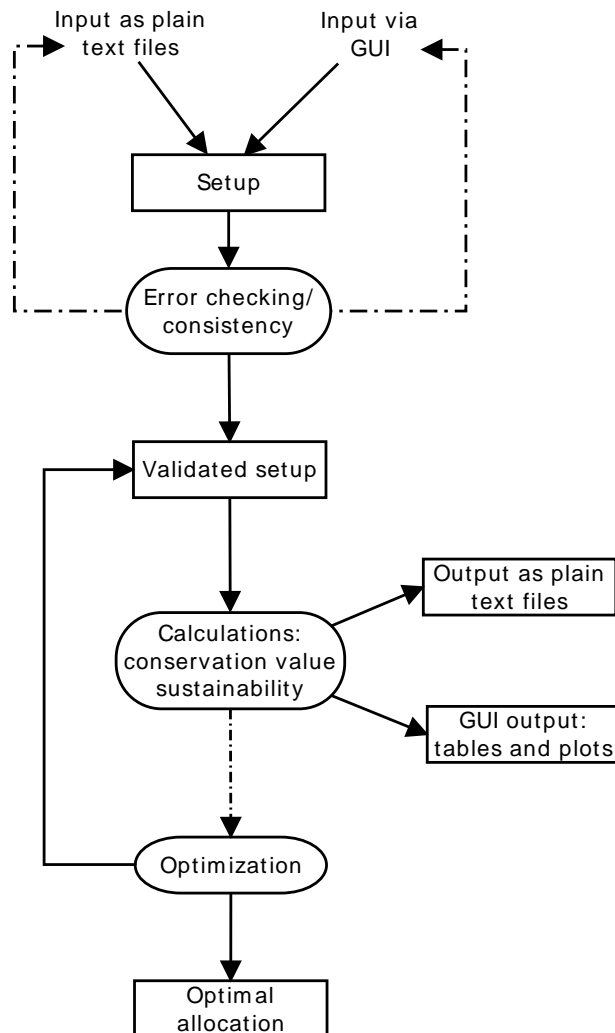 Input as plain
text files
Input via
GUI
Setup
Error checking/
consistency
Validated setup
Output as plain
text files
Calculations:
conservation value
sustainability
GUI output:
tables and plots
Optimization
Optimal
allocation